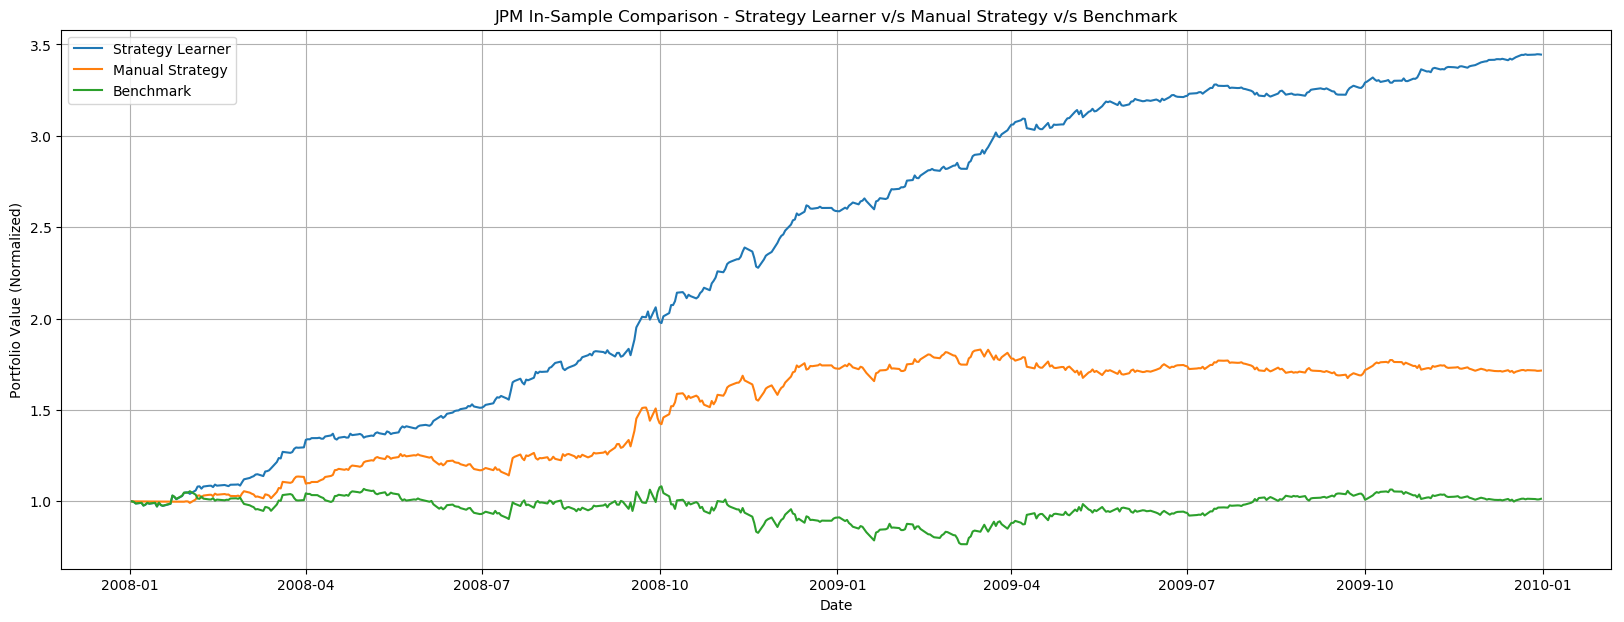 JPM In-Sample Comparison - Strategy Learner v/s Manual Strategy v/s Benchmark
Strategy Learner
Manual Strategy
Benchmark
Portfolio Value (Normalized)
3.5
3.0
2.5
2.0
1.5
1.0
2008-01 2008-04 2008-07 2008-10 2009-01 2009-04 2009-07 2009-10 2010-01
Date